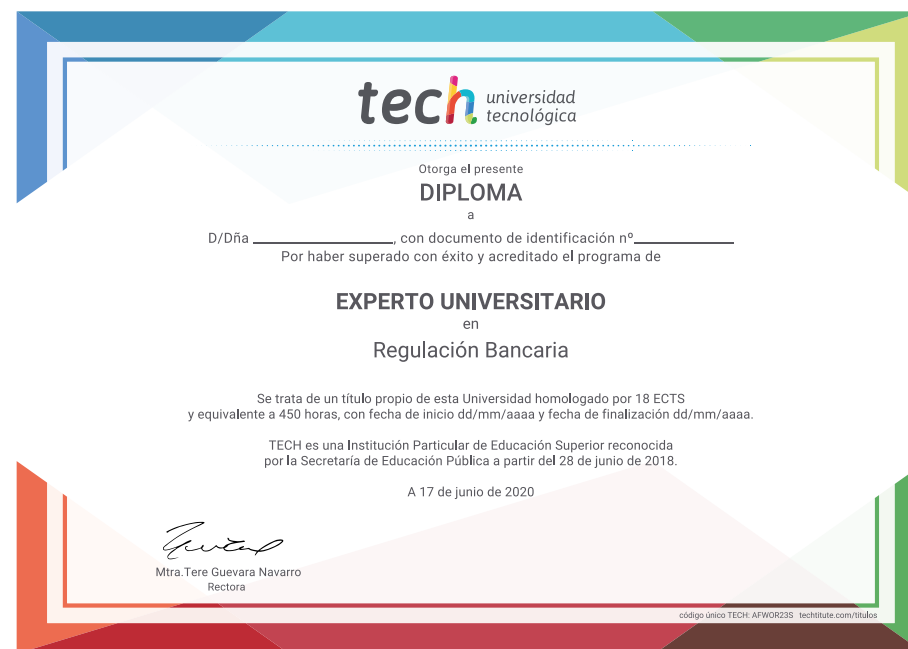 tech universidad
tecnológica
Otorga el presente
DIPLOMA
a
D/Dña ____________________, con documento de identificación nº______________
Por haber superado con éxito y acreditado el programa de
EXPERTO UNIVERSITARIO
en
Regulación Bancaria
Se trata de un título propio de esta Universidad homologado por 18 ECTS
y equivalente a 450 horas, con fecha de inicio dd/mm/aaaa y fecha de finalización dd/mm/aaaa.
TECH es una Institución Particular de Educación Superior reconocida
por la Secretaría de Educación Pública a partir del 28 de junio de 2018.
A 17 de junio de 2020
Mtra.Tere Guevara Navarro
Rectora
código único TECH: AFWOR23S techtitute.com/titulos